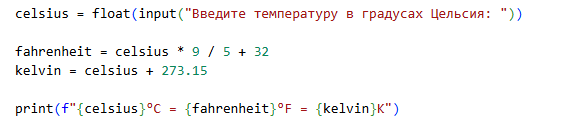 celsius = float(input("Введите температуру в градусах Цельсия: "))
fahrenheit = celsius * 9 / 5 + 32
kelvin = celsius + 273.15
print(f"{celsius}°C = {fahrenheit}°F = {kelvin}K")